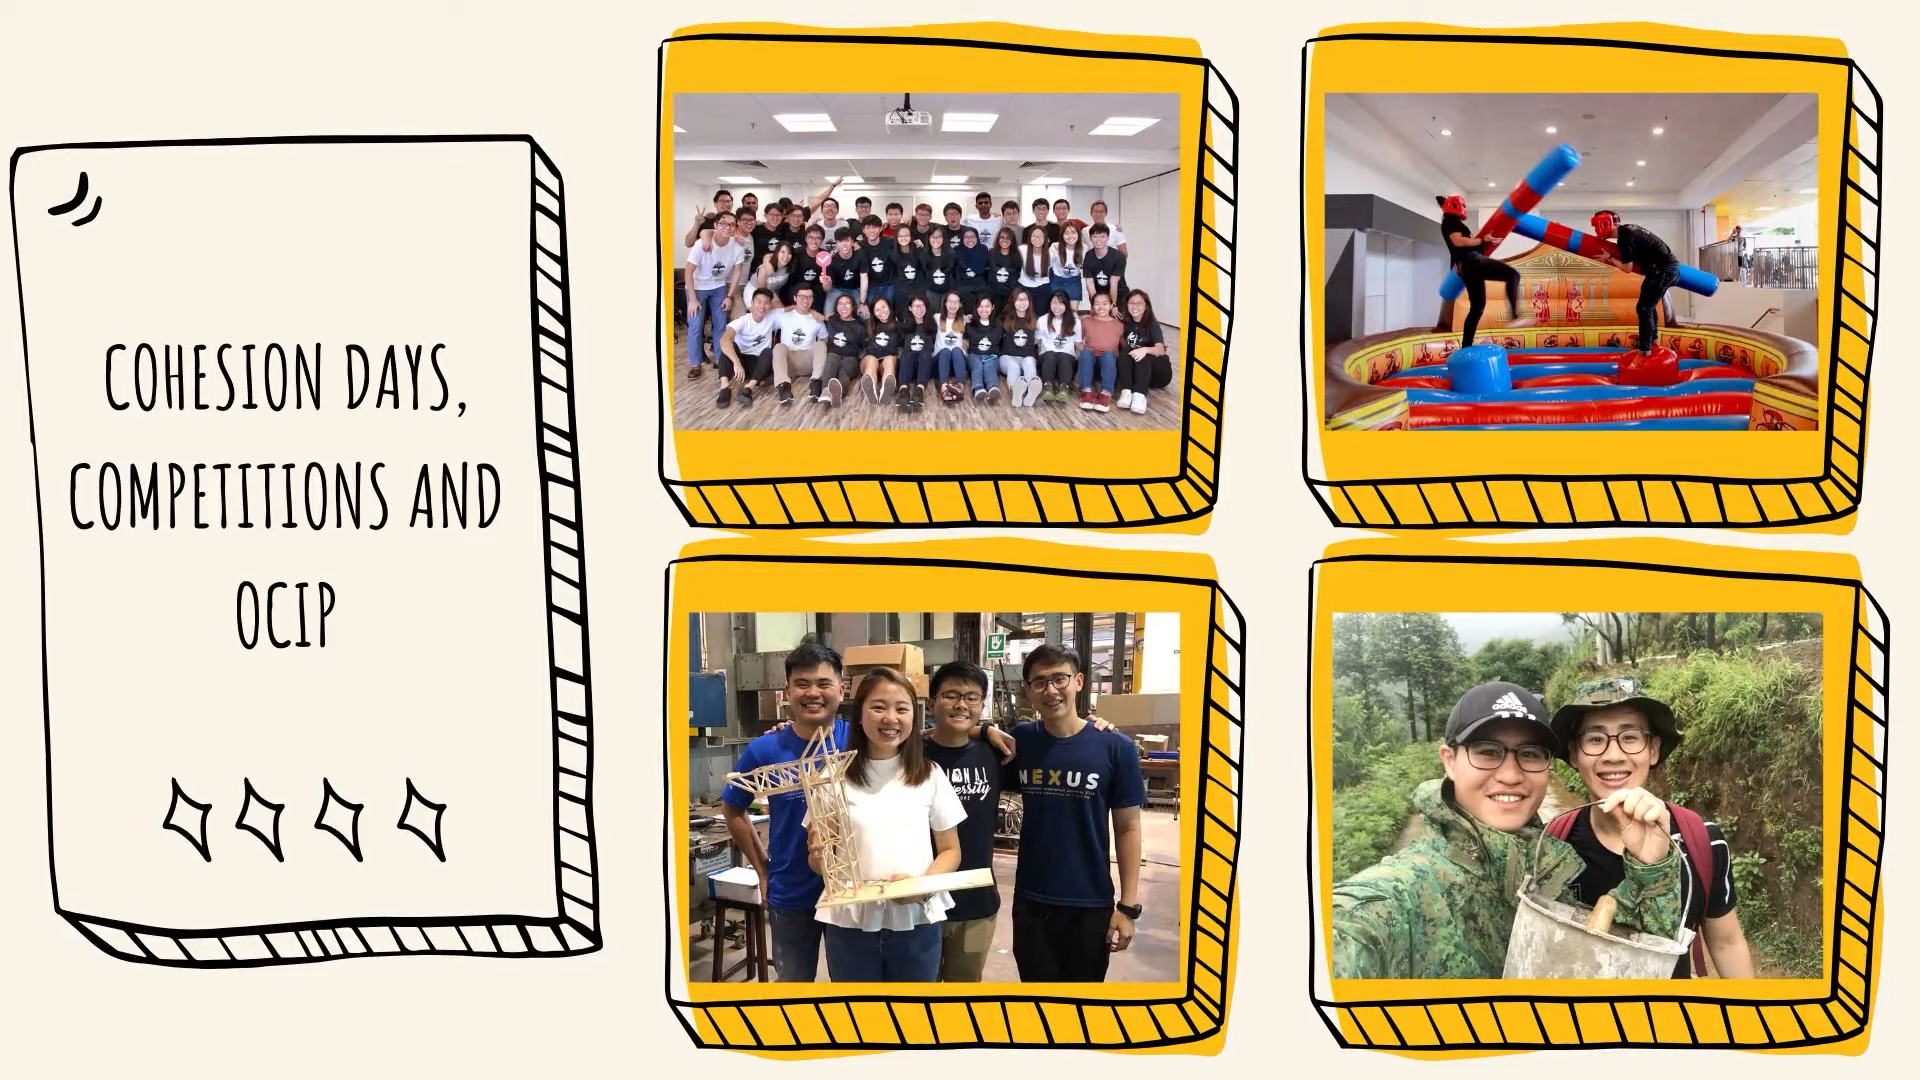 COHESION DAYS,
COMPETITIONS AND
OCIP
NEXUS
adidas